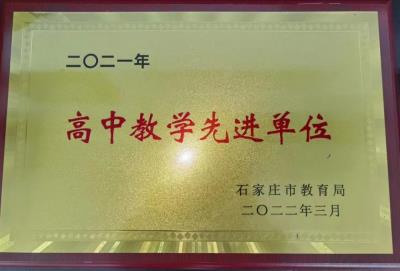 二〇二一年
高中教学先进单位
石家庄市教育局
二〇二二年三月